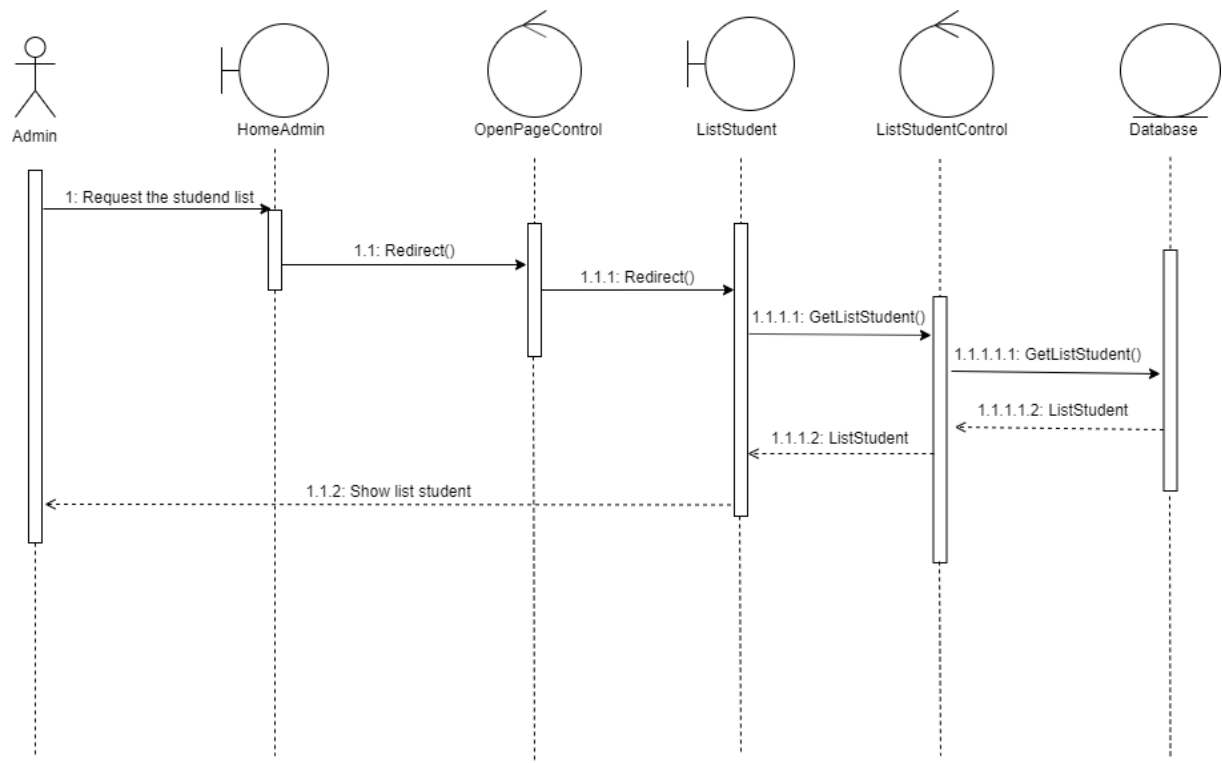 Admin
HomeAdmin
OpenPageControl
ListStudent
ListStudentControl
Database
1: Request the studend list
1.1: Redirect()
1.1.1: Redirect()
1.1.1.1: GetListStudent()
1.1.1.1.1: GetListStudent()
1.1.1.1.2: ListStudent
1.1.1.2: ListStudent
1.1.2: Show list student